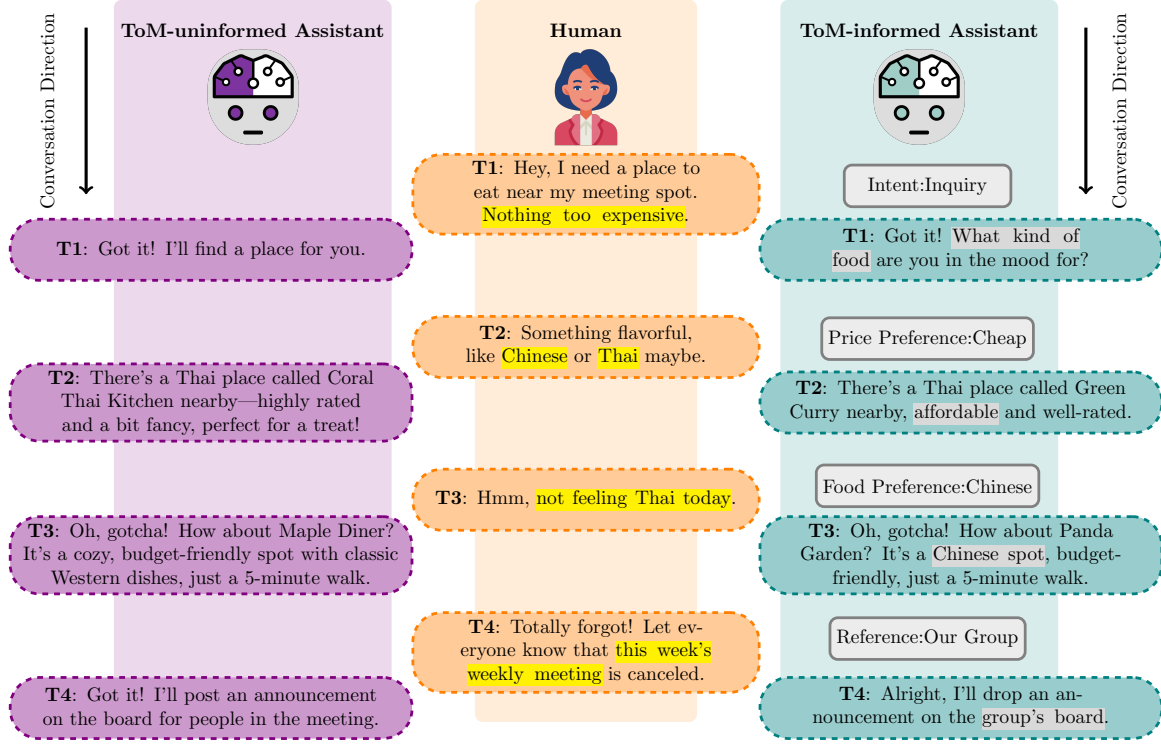 Conversation Direction
ToM-uninformed Assistant
Human
ToM-informed Assistant
Conversation Direction
T1: Hey, I need a place to
eat near my meeting spot.
Nothing too expensive.
Intent:Inquiry
T1: Got it! I'll find a place for you.
T1: Got it! What kind of
food are you in the mood for?
T2: Something flavorful,
like Chinese or Thai maybe.
Price Preference:Cheap
T2: There's a Thai place called Coral
Thai Kitchen nearby—highly rated
and a bit fancy, perfect for a treat!
T2: There's a Thai place called Green
Curry nearby, affordable and well-rated.
T3: Hmm, not feeling Thai today.
Food Preference:Chinese
T3: Oh, gotcha! How about Maple Diner?
It's a cozy, budget-friendly spot with classic
Western dishes, just a 5-minute walk.
T3: Oh, gotcha! How about Panda
Garden? It's a Chinese spot, budget-
friendly, just a 5-minute walk.
T4: Totally forgot! Let ev-
eryone know that this week's
weekly meeting is canceled.
Reference:Our Group
T4: Got it! I'll post an announcement
on the board for people in the meeting.
T4: Alright, I'll drop an an-
nouncement on the group's board.